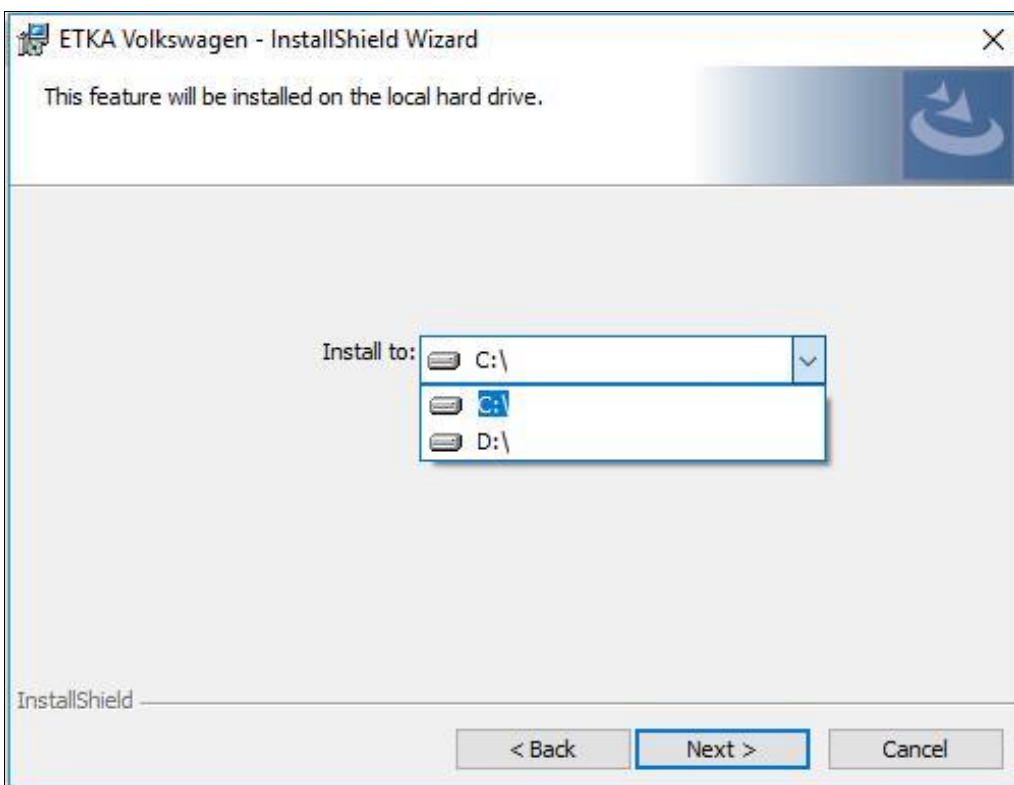 ETKA Volkswagen - InstallShield Wizard
This feature will be installed on the local hard drive.
Install to:
C:\
C:\
D:\
InstallShield
< Back
Next >
Cancel